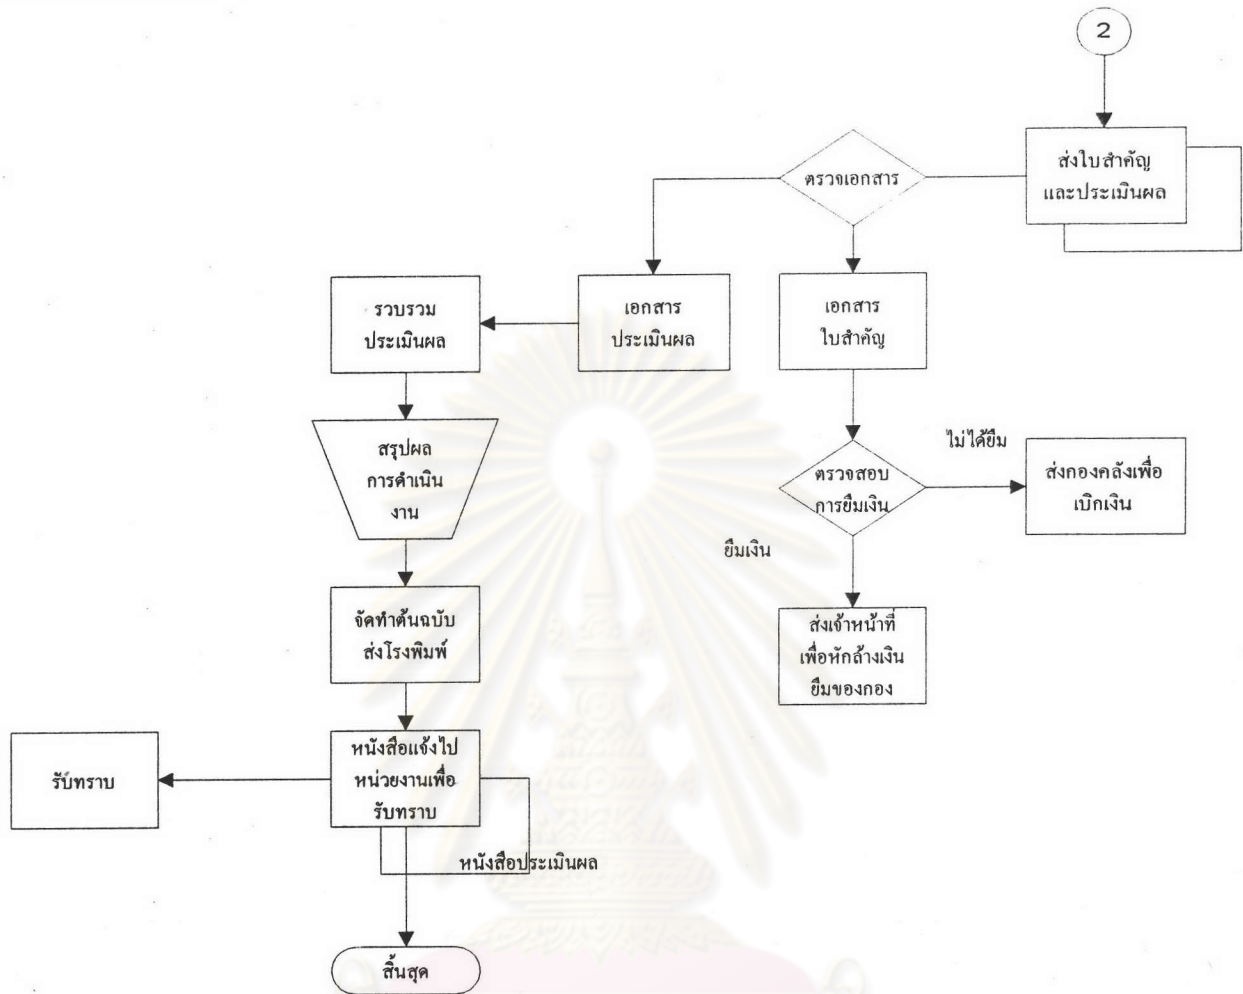 2
ส่งใบสำคัญ
และประเมินผล
ตรวจเอกสาร
เอกสาร
ใบสำคัญ
เอกสาร
ประเมินผล
รวบรวม
ประเมินผล
สรุปผล
การดำเนิน
งาน
ตรวจสอบ
การยืมเงิน
ไม่ได้ยืม
ส่งกองคลังเพื่อ
เบิกเงิน
ยืมเงิน
ส่งเจ้าหน้าที่
เพื่อหักล้างเงิน
ยืมของกอง
จัดทำต้นฉบับ
ส่งโรงพิมพ์
หนังสือแจ้งไป
หน่วยงานเพื่อ
รับทราบ
รับทราบ
หนังสือประเมินผล
สิ้นสุด